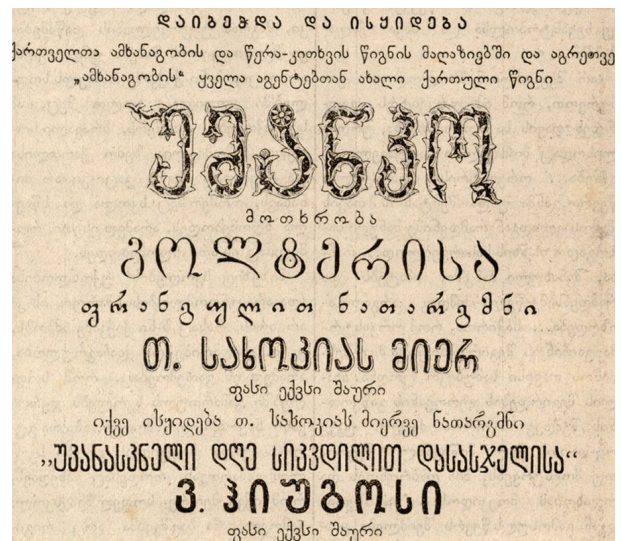 დაიბეჭდა და ისყიდება
ქართველთა ამხანაგობის და წერა-კითხვის წიგნის მაღაზიებში და აგრეთვე
„ამხანაგობის“ ყველა აგენტებთან ახალი ქართული წიგნი
უმანკო
მოთხრობა
ვოლტერისა
ფრანგულით ნათარგმნი
თ. სახოკიას მიერ
ფასი ექვსი შაური
იქვე ისყიდება თ. სახოკიას მიერვე ნათარგმნი
„უკანასკნელი დღე სიკვდილით დასასჯელისა“
ვ. ჰიუგოსი
ფასი ექვსი შაური